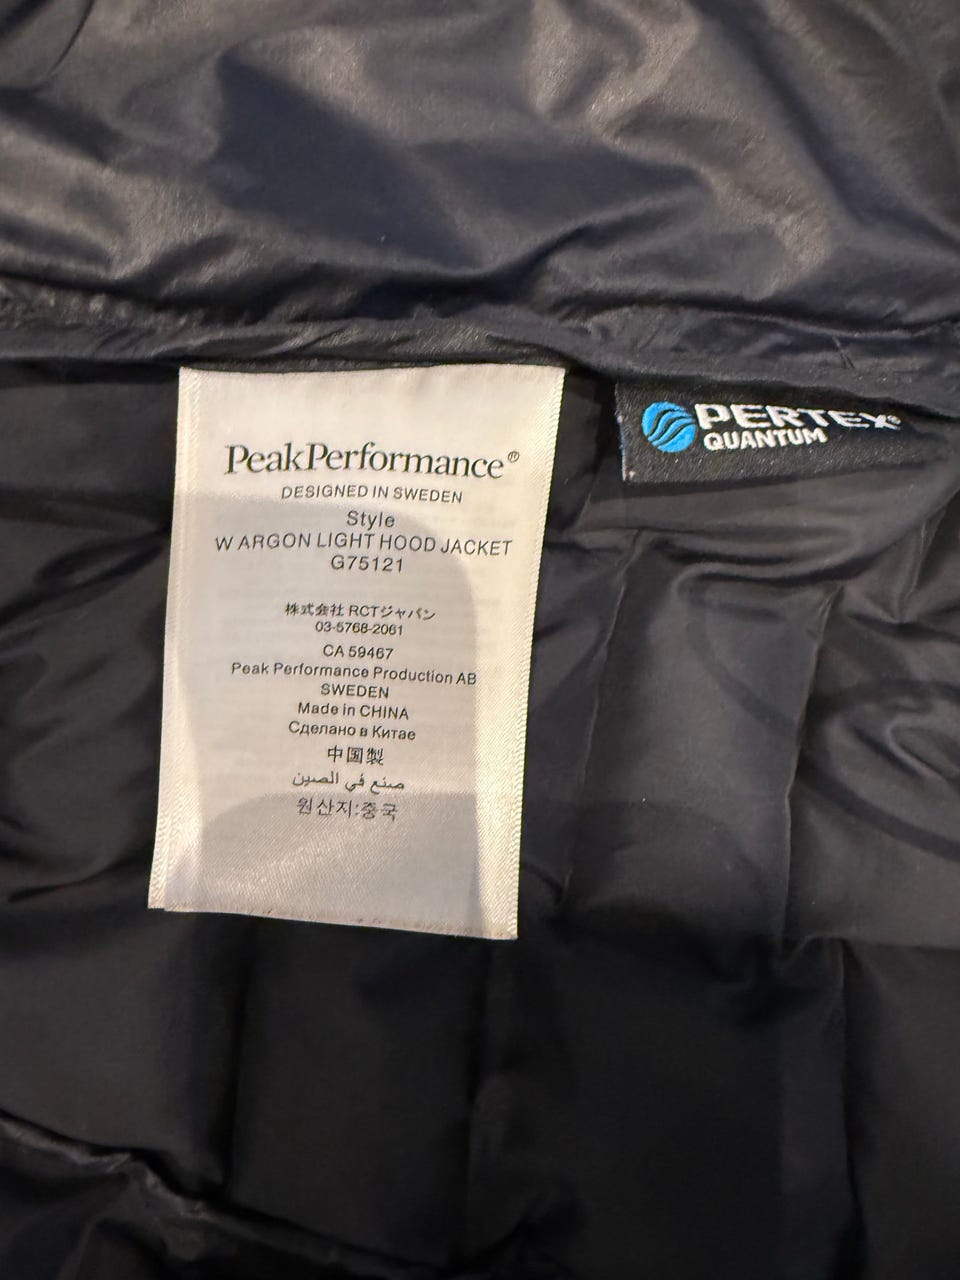 PeakPerformance®
DESIGNED IN SWEDEN
Style
W ARGON LIGHT HOOD JACKET
G75121
株式会社 RCTジャパン
03-5768-2061
CA 59467
Peak Performance Production AB
SWEDEN
Made in CHINA
Сделано в Китае
中国製
صنع في الصين
원산지:중국
PERTEX®
QUANTUM